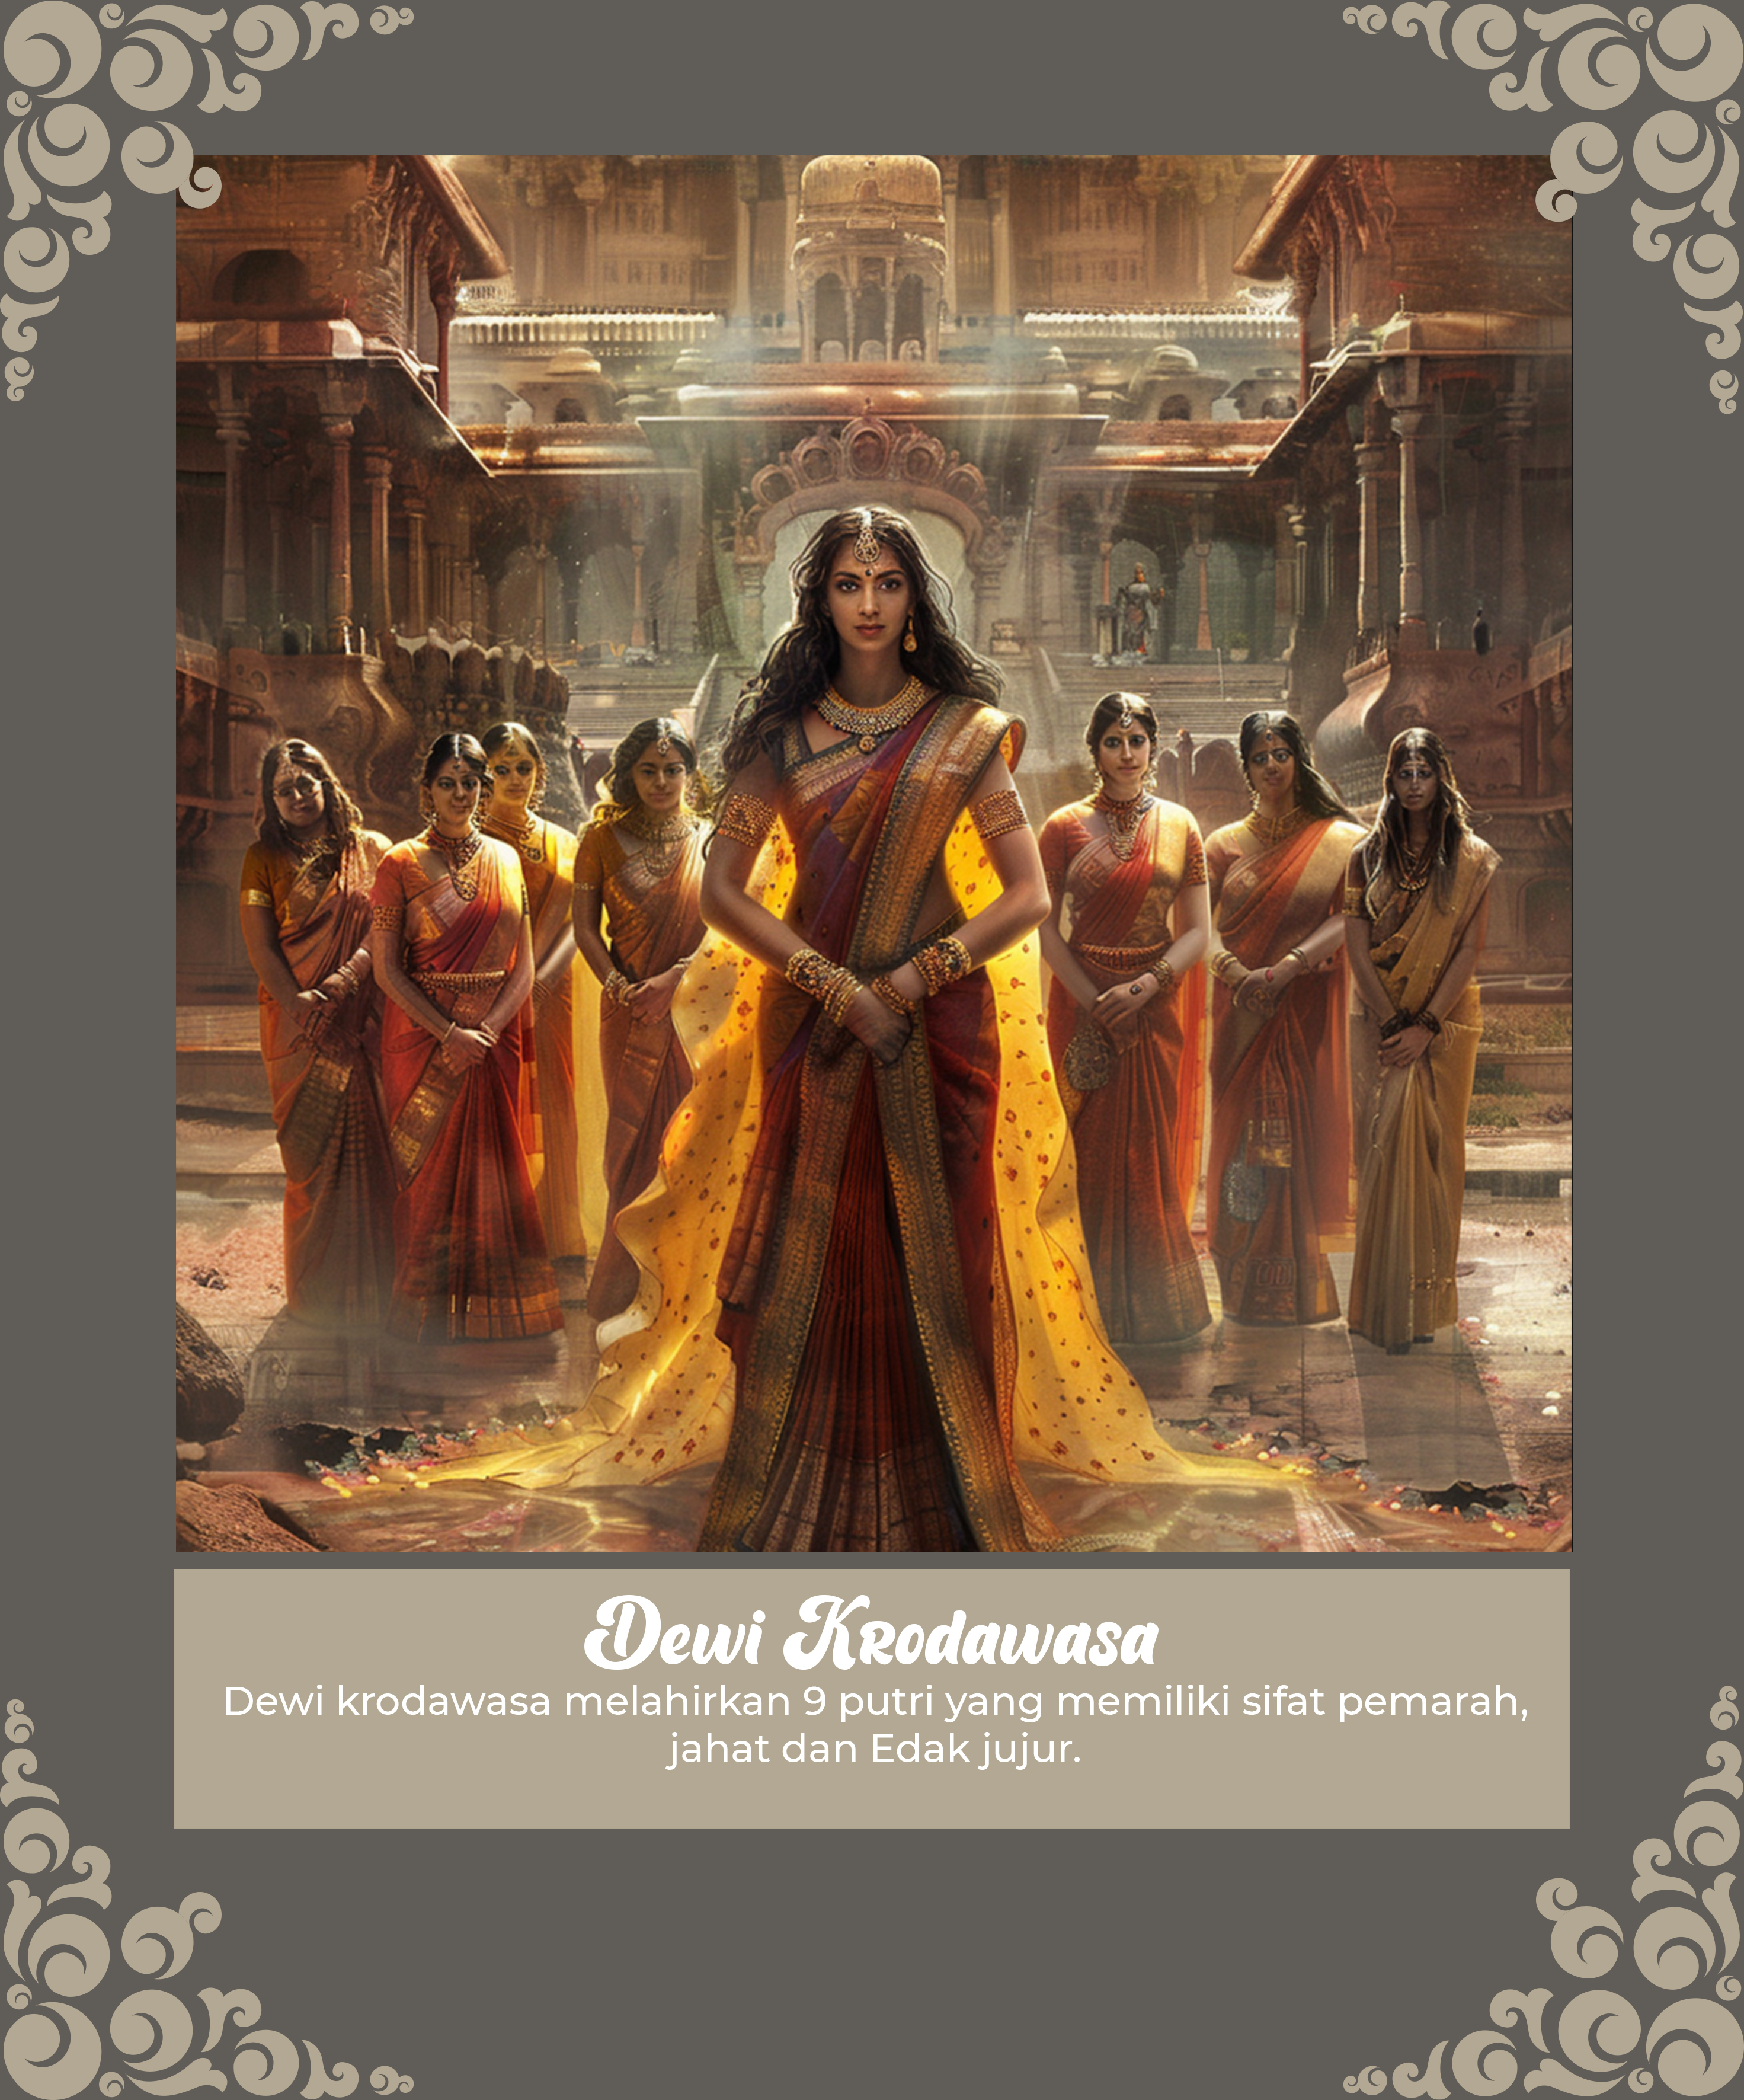 Dewi Krodawasa
Dewi krodawasa melahirkan 9 putri yang memiliki sifat pemarah,
jahat dan Edak jujur.